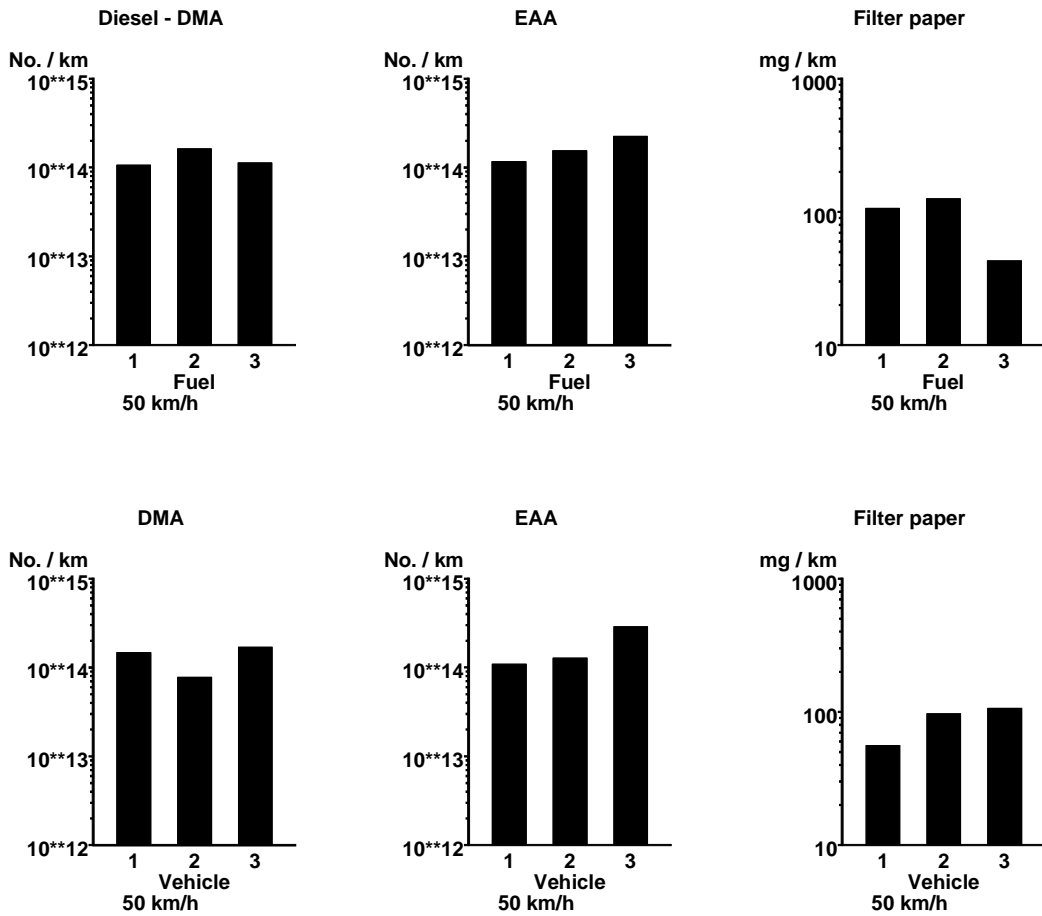 Diesel - DMA
No. / km
10**15
10**14
10**13
10**12
1 2 3
Fuel
50 km/h
EAA
No. / km
10**15
10**14
10**13
10**12
1 2 3
Fuel
50 km/h
Filter paper
mg / km
1000
100
10
1 2 3
Fuel
50 km/h
DMA
No. / km
10**15
10**14
10**13
10**12
1 2 3
Vehicle
50 km/h
EAA
No. / km
10**15
10**14
10**13
10**12
1 2 3
Vehicle
50 km/h
Filter paper
mg / km
1000
100
10
1 2 3
Vehicle
50 km/h